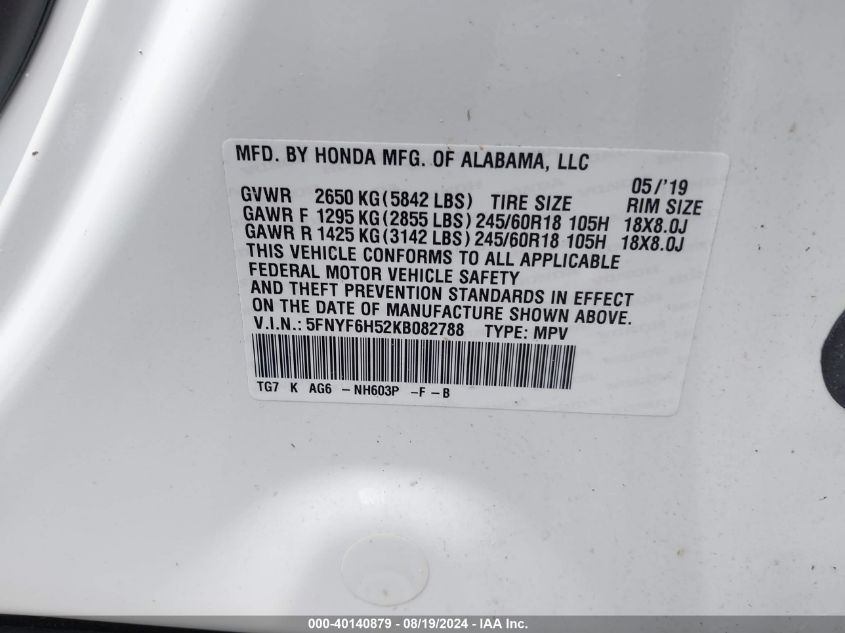 MFD. BY HONDA MFG. OF ALABAMA, LLC
05/'19
GVWR 2650 KG (5842 LBS) TIRE SIZE RIM SIZE
GAWR F 1295 KG (2855 LBS) 245/60R18 105H 18X8.0J
GAWR R 1425 KG (3142 LBS) 245/60R18 105H 18X8.0J
THIS VEHICLE CONFORMS TO ALL APPLICABLE
FEDERAL MOTOR VEHICLE SAFETY
AND THEFT PREVENTION STANDARDS IN EFFECT
ON THE DATE OF MANUFACTURE SHOWN ABOVE.
V.I.N.: 5FNYF6H52KB082788 TYPE: MPV
TG7 K AG6 -NH603P -F-B
000-40140879 - 08/19/2024 - IAA Inc.